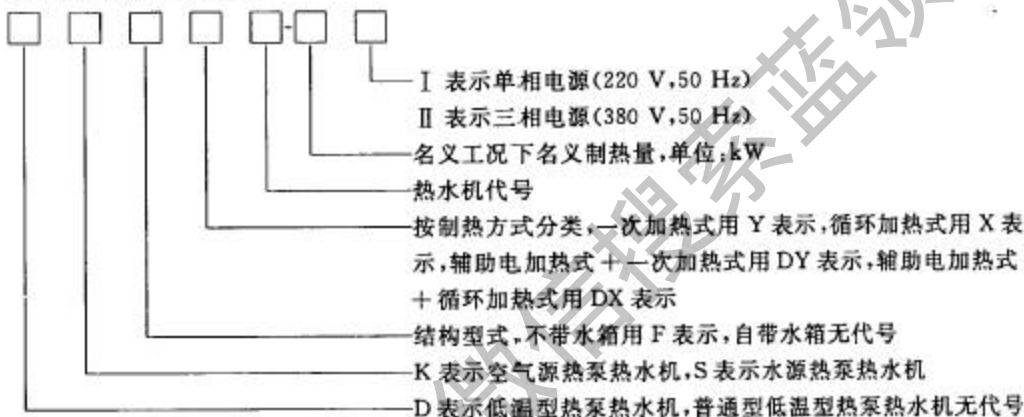 Ⅰ 表示单相电源(220 V,50 Hz)
Ⅱ 表示三相电源(380 V,50 Hz)
名义工况下名义制热量,单位:kW
热水机代号
按制热方式分类,一次加热式用 Y 表示,循环加热式用 X 表
示,辅助电加热式+一次加热式用 DY 表示,辅助电加热式
+循环加热式用 DX 表示
结构型式,不带水箱用 F 表示,自带水箱无代号
K 表示空气源热泵热水机,S 表示水源热泵热水机
D 表示低温型热泵热水机,普通型低温型热泵热水机无代号
微信搜索蓝领